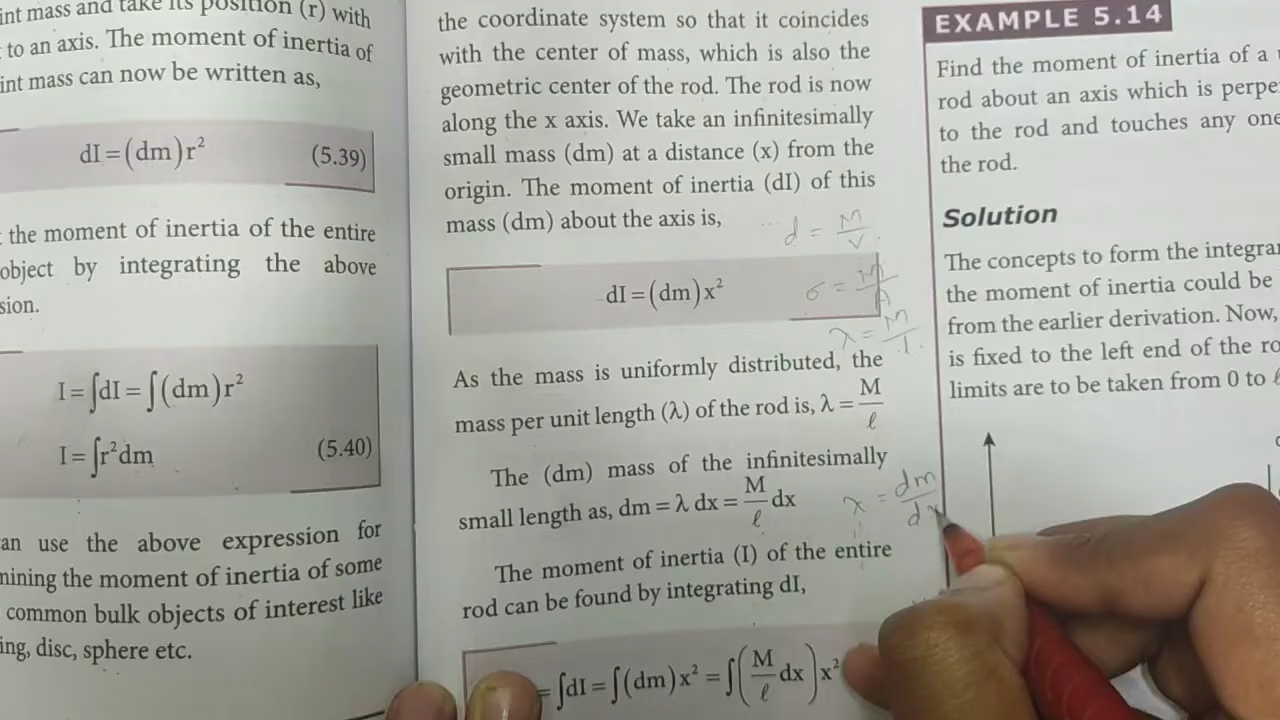 int mass and take its position (r) with
to an axis. The moment of inertia of
int mass can now be written as,
dI = (dm) r² (5.39)
the moment of inertia of the entire
object by integrating the above
sion.
I = ∫dI = ∫(dm) r²
I = ∫r²dm (5.40)
an use the above expression for
mining the moment of inertia of some
common bulk objects of interest like
ing, disc, sphere etc.
the coordinate system so that it coincides
with the center of mass, which is also the
geometric center of the rod. The rod is now
along the x axis. We take an infinitesimally
small mass (dm) at a distance (x) from the
origin. The moment of inertia (dI) of this
mass (dm) about the axis is,
d = M/V
dI = (dm) x²
σ = M/A
λ = M/l
As the mass is uniformly distributed, the
mass per unit length (λ) of the rod is, λ = M/ℓ
The (dm) mass of the infinitesimally
small length as, dm = λ dx = M/ℓ dx
λ = dm/dx
The moment of inertia (I) of the entire
rod can be found by integrating dI,
= ∫dI = ∫(dm) x² = ∫(M/ℓ dx) x²
EXAMPLE 5.14
Find the moment of inertia of a
rod about an axis which is perpe
to the rod and touches any one
the rod.
Solution
The concepts to form the integran
the moment of inertia could be
from the earlier derivation. Now,
is fixed to the left end of the ro
limits are to be taken from 0 to ℓ